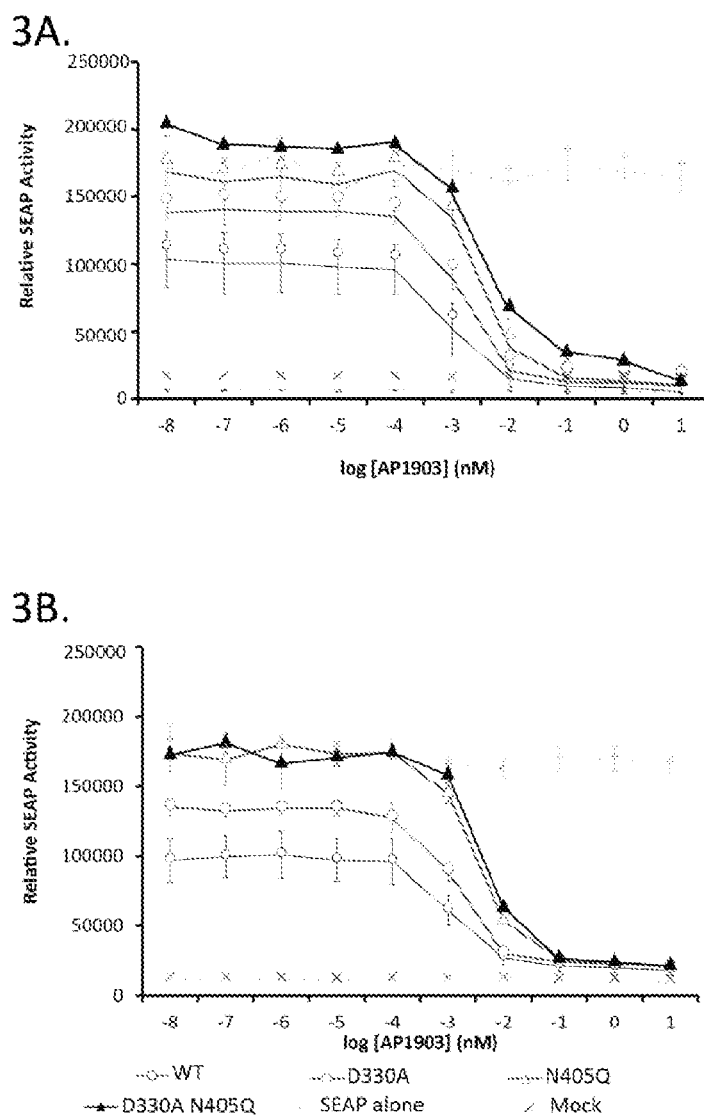 3A.
250000
200000
150000
100000
50000
0
Relative SEAP Activity
-8 -7 -6 -5 -4 -3 -2 -1 0 1
log [AP1903] (nM)
3B.
250000
200000
150000
100000
50000
0
Relative SEAP Activity
-8 -7 -6 -5 -4 -3 -2 -1 0 1
log [AP1903] (nM)
WT D330A N405Q
D330A N405Q SEAP alone Mock